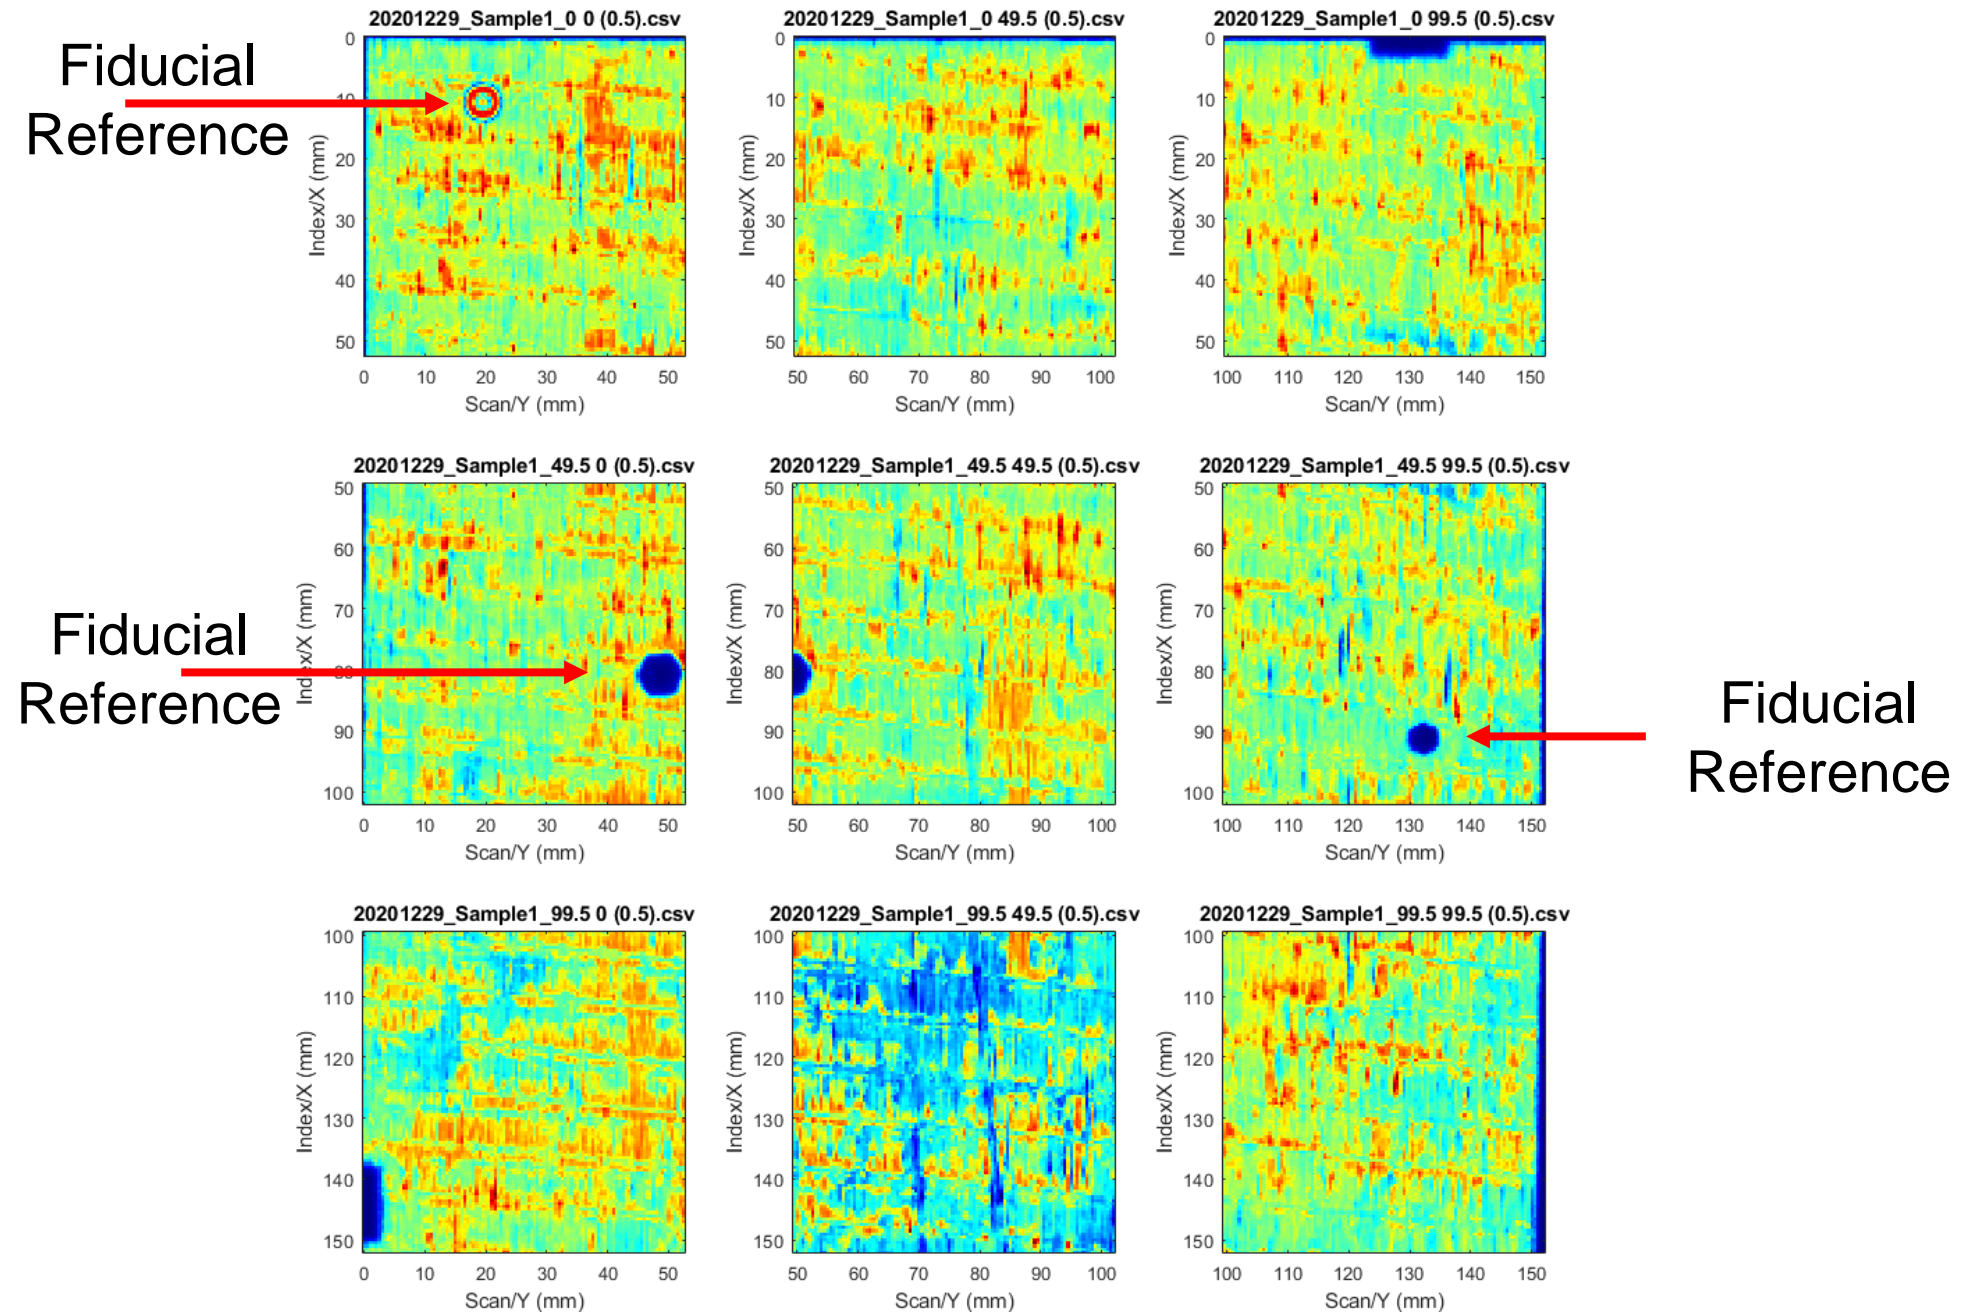 Fiducial
Reference
20201229_Sample1_0 0 (0.5).csv
0
10
20
30
40
50
Index/X (mm)
0 10 20 30 40 50
Scan/Y (mm)
20201229_Sample1_0 49.5 (0.5).csv
0
10
20
30
40
50
Index/X (mm)
50 60 70 80 90 100
Scan/Y (mm)
20201229_Sample1_0 99.5 (0.5).csv
0
10
20
30
40
50
Index/X (mm)
100 110 120 130 140 150
Scan/Y (mm)
Fiducial
Reference
20201229_Sample1_49.5 0 (0.5).csv
50
60
70
80
90
100
Index/X (mm)
0 10 20 30 40 50
Scan/Y (mm)
20201229_Sample1_49.5 49.5 (0.5).csv
50
60
70
80
90
100
Index/X (mm)
50 60 70 80 90 100
Scan/Y (mm)
20201229_Sample1_49.5 99.5 (0.5).csv
50
60
70
80
90
100
Index/X (mm)
100 110 120 130 140 150
Scan/Y (mm)
Fiducial
Reference
20201229_Sample1_99.5 0 (0.5).csv
100
110
120
130
140
150
Index/X (mm)
0 10 20 30 40 50
Scan/Y (mm)
20201229_Sample1_99.5 49.5 (0.5).csv
100
110
120
130
140
150
Index/X (mm)
50 60 70 80 90 100
Scan/Y (mm)
20201229_Sample1_99.5 99.5 (0.5).csv
100
110
120
130
140
150
Index/X (mm)
100 110 120 130 140 150
Scan/Y (mm)